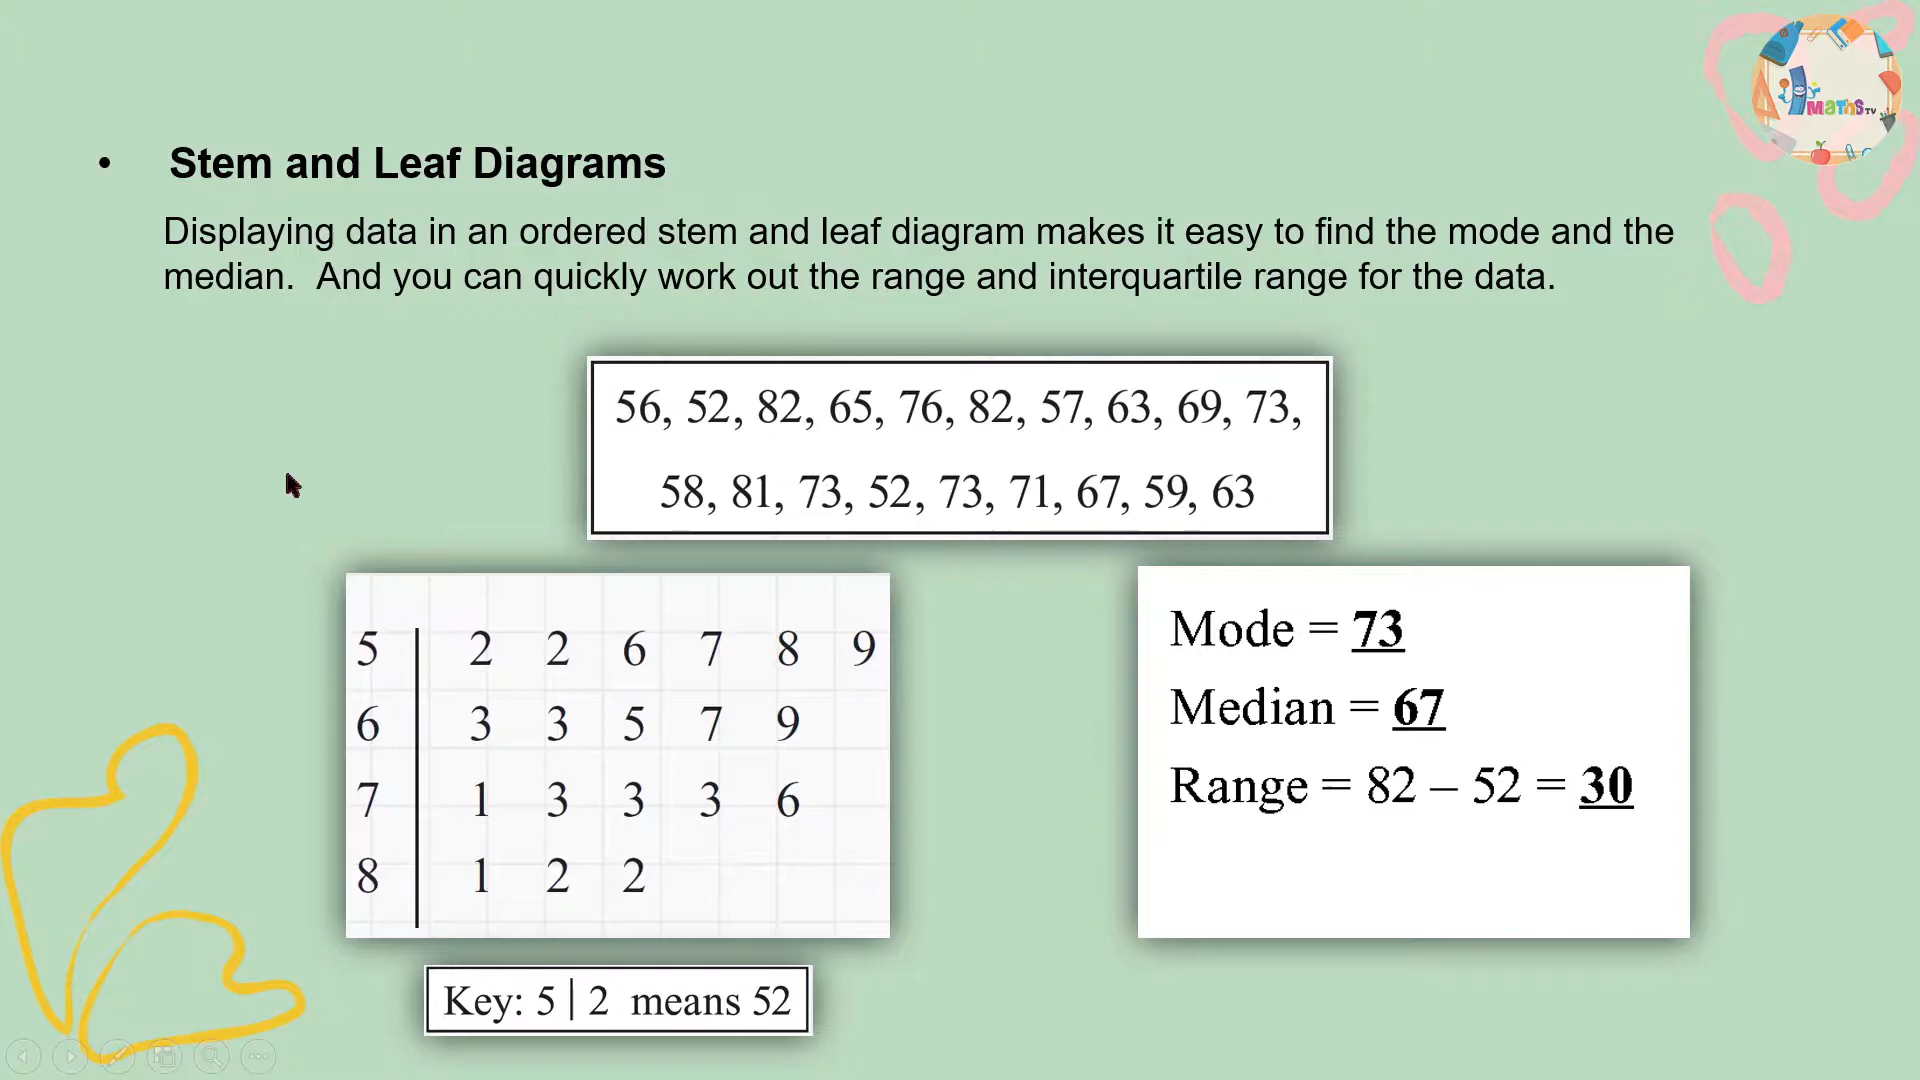 MATHS TV
• Stem and Leaf Diagrams
Displaying data in an ordered stem and leaf diagram makes it easy to find the mode and the
median.  And you can quickly work out the range and interquartile range for the data.
56, 52, 82, 65, 76, 82, 57, 63, 69, 73,
58, 81, 73, 52, 73, 71, 67, 59, 63
5 | 2 2 6 7 8 9
6 | 3 3 5 7 9
7 | 1 3 3 3 6
8 | 1 2 2
Key: 5 | 2 means 52
Mode = 73
Median = 67
Range = 82 – 52 = 30